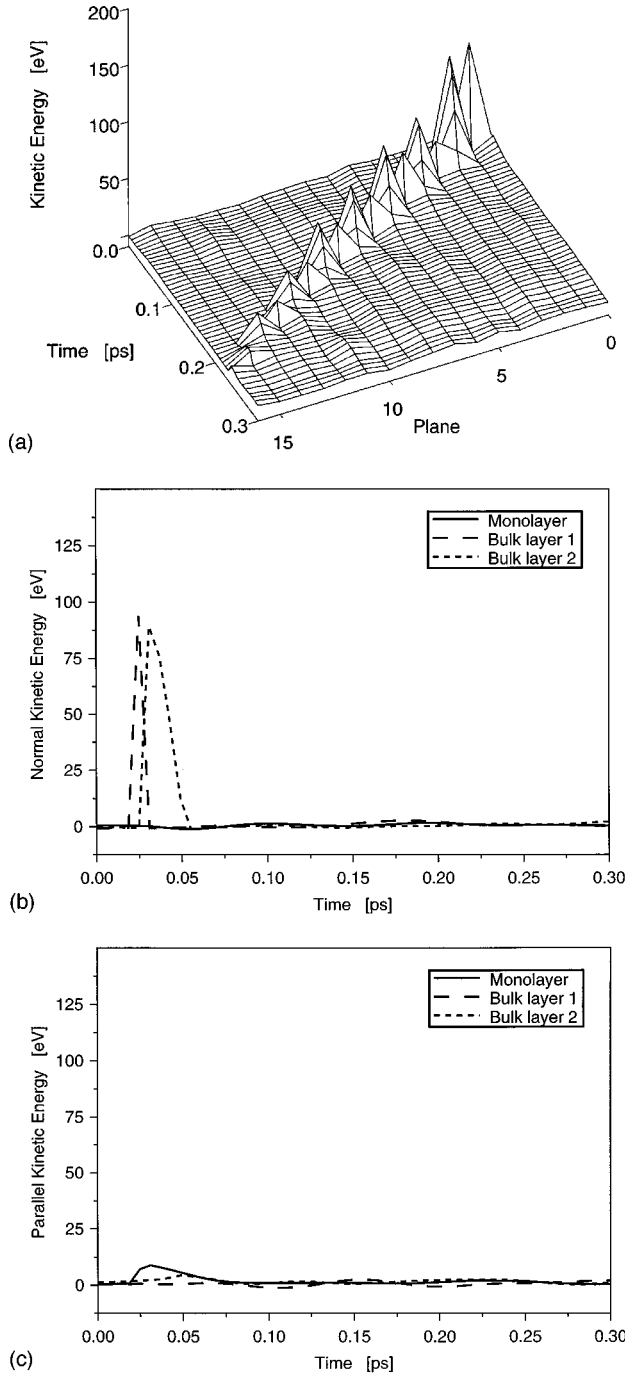 200
150
100
50
0.0
0.1
0.2
0.3
Kinetic Energy [eV]
Time [ps]
0
5
10
15
Plane
(a)
Monolayer
Bulk layer 1
Bulk layer 2
125
100
75
50
25
0
Normal Kinetic Energy [eV]
0.00 0.05 0.10 0.15 0.20 0.25 0.30
Time [ps]
(b)
Monolayer
Bulk layer 1
Bulk layer 2
125
100
75
50
25
0
Parallel Kinetic Energy [eV]
0.00 0.05 0.10 0.15 0.20 0.25 0.30
Time [ps]
(c)